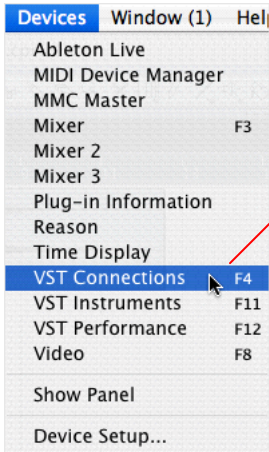 Devices Window (1) Hel
Ableton Live
MIDI Device Manager
MMC Master
Mixer F3
Mixer 2
Mixer 3
Plug-in Information
Reason
Time Display
VST Connections F4
VST Instruments F11
VST Performance F12
Video F8
Show Panel
Device Setup...